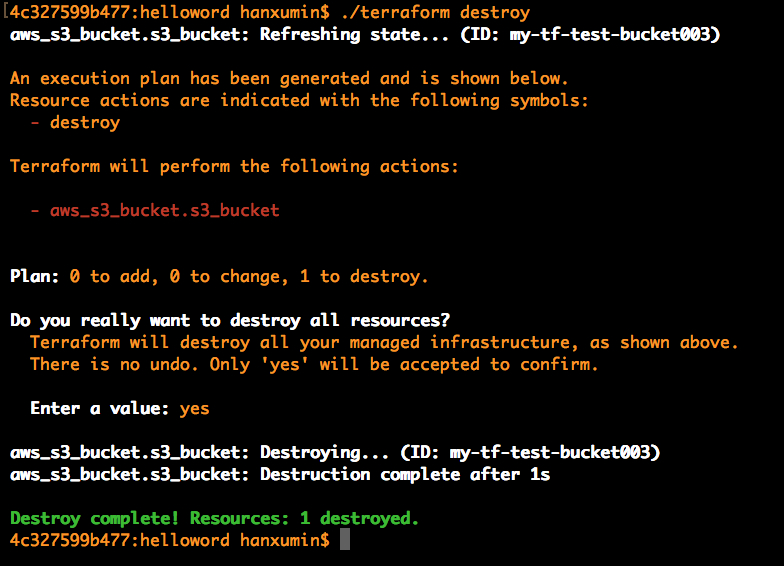 [4c327599b477:helloword hanxumin$ ./terraform destroy
aws_s3_bucket.s3_bucket: Refreshing state... (ID: my-tf-test-bucket003)
An execution plan has been generated and is shown below.
Resource actions are indicated with the following symbols:
- destroy
Terraform will perform the following actions:
- aws_s3_bucket.s3_bucket
Plan: 0 to add, 0 to change, 1 to destroy.
Do you really want to destroy all resources?
Terraform will destroy all your managed infrastructure, as shown above.
There is no undo. Only 'yes' will be accepted to confirm.
Enter a value: yes
aws_s3_bucket.s3_bucket: Destroying... (ID: my-tf-test-bucket003)
aws_s3_bucket.s3_bucket: Destruction complete after 1s
Destroy complete! Resources: 1 destroyed.
4c327599b477:helloword hanxumin$